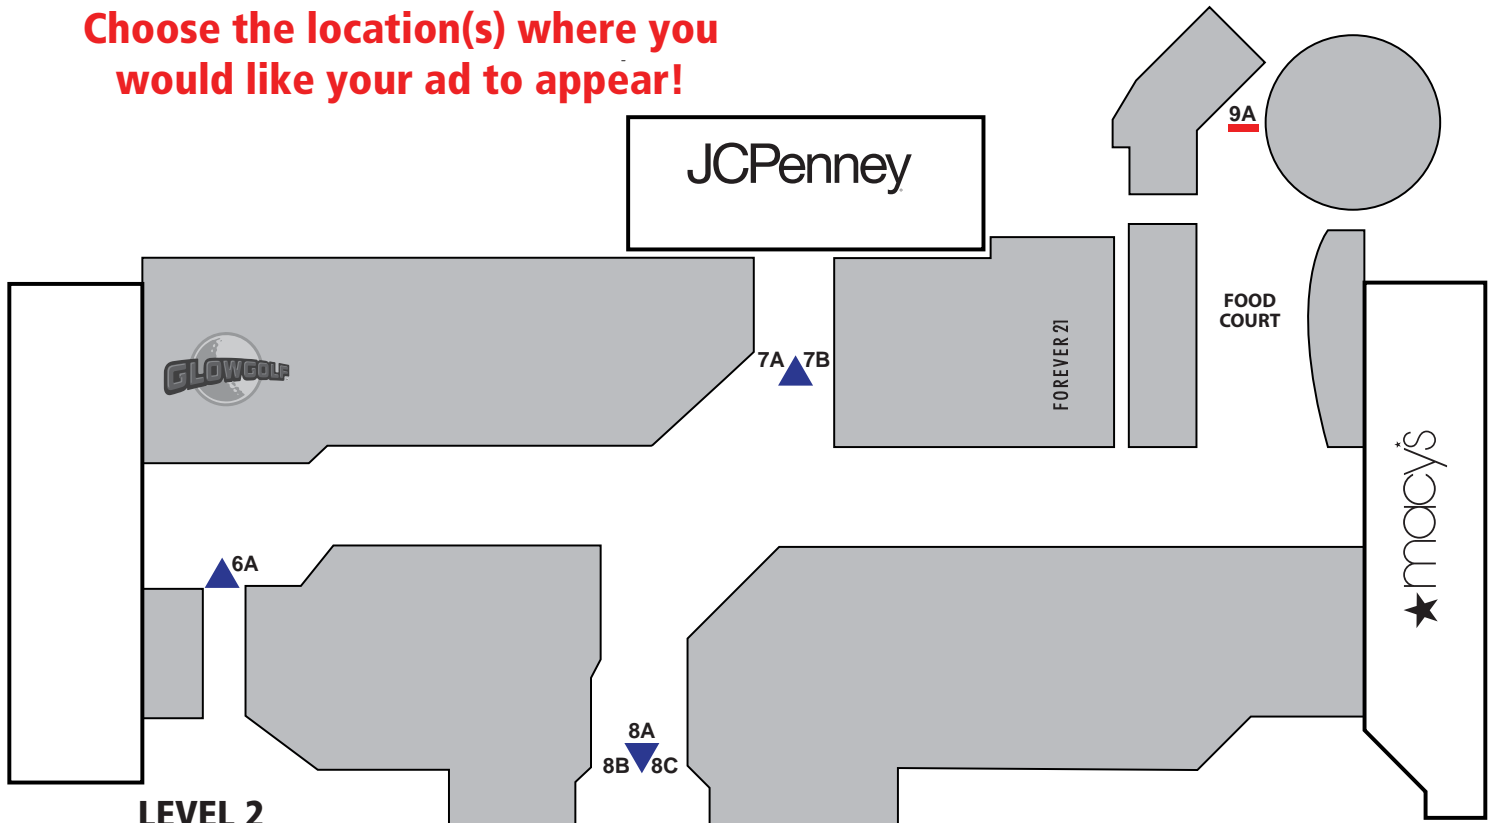 Choose the location(s) where you
would like your ad to appear!
9A
JCPenney
FOOD
COURT
GLOWGOLF
FOREVER 21
7A 7B
macy's
6A
8A
8B 8C
LEVEL 2